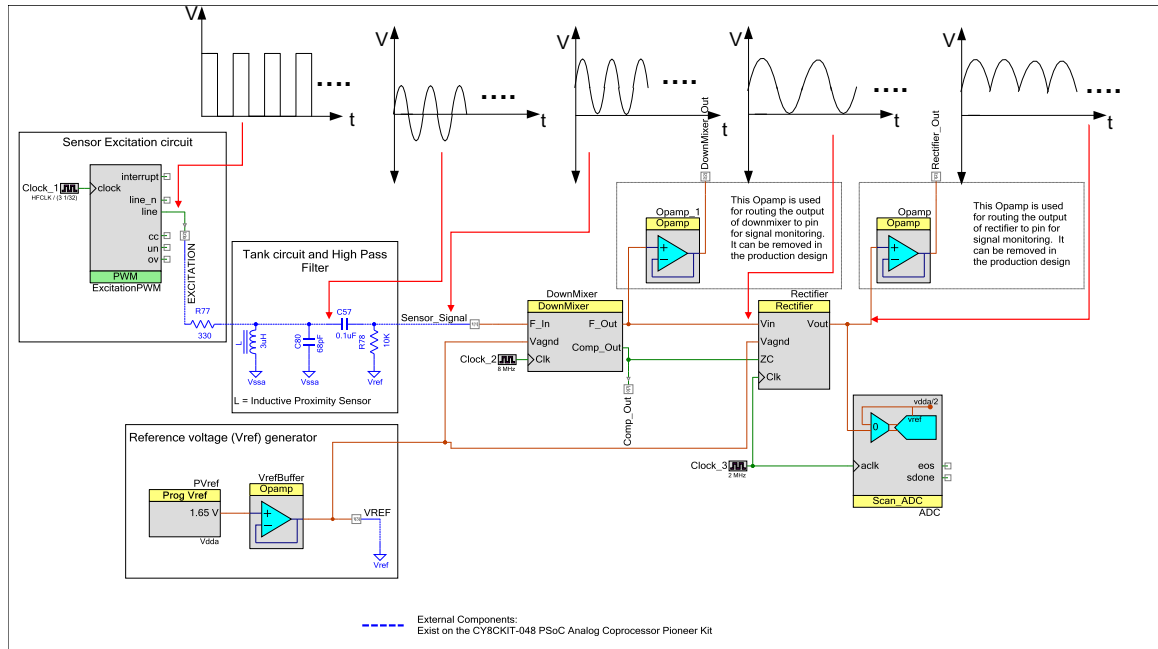 V
t
V
t
V
t
V
t
V
t
Sensor Excitation circuit
Clock_1
HFCLK / (3 1/32)
clock
interrupt
line_n
line
cc
un
ov
PWM
ExcitationPWM
EXCITATION
R77
330
Tank circuit and High Pass
Filter
L
3uH
Vssa
C80
68pF
Vssa
C57
0.1uF
R78
10K
Vref
L = Inductive Proximity Sensor
Sensor_Signal
DownMixer
DownMixer
F_In
F_Out
Vagnd
Comp_Out
Clk
Clock_2
8 MHz
Comp_Out
DownMixer_Out
Opamp_1
Opamp
This Opamp is used
for routing the output
of downmixer to pin
for signal monitoring.
It can be removed in
the production design
Rectifier
Rectifier
Vin
Vout
Vagnd
ZC
Clk
Rectifier_Out
Opamp
Opamp
This Opamp is used
for routing the output
of rectifier to pin for
signal monitoring.  It
can be removed in
the production design
Clock_3
2 MHz
vdda/2
vref
0
aclk
eos
sdone
Scan_ADC
ADC
Reference voltage (Vref) generator
PVref
Prog Vref
1.65 V
Vdda
VrefBuffer
Opamp
VREF
Vref
External Components:
Exist on the CY8CKIT-048 PSoC Analog Coprocessor Pioneer Kit